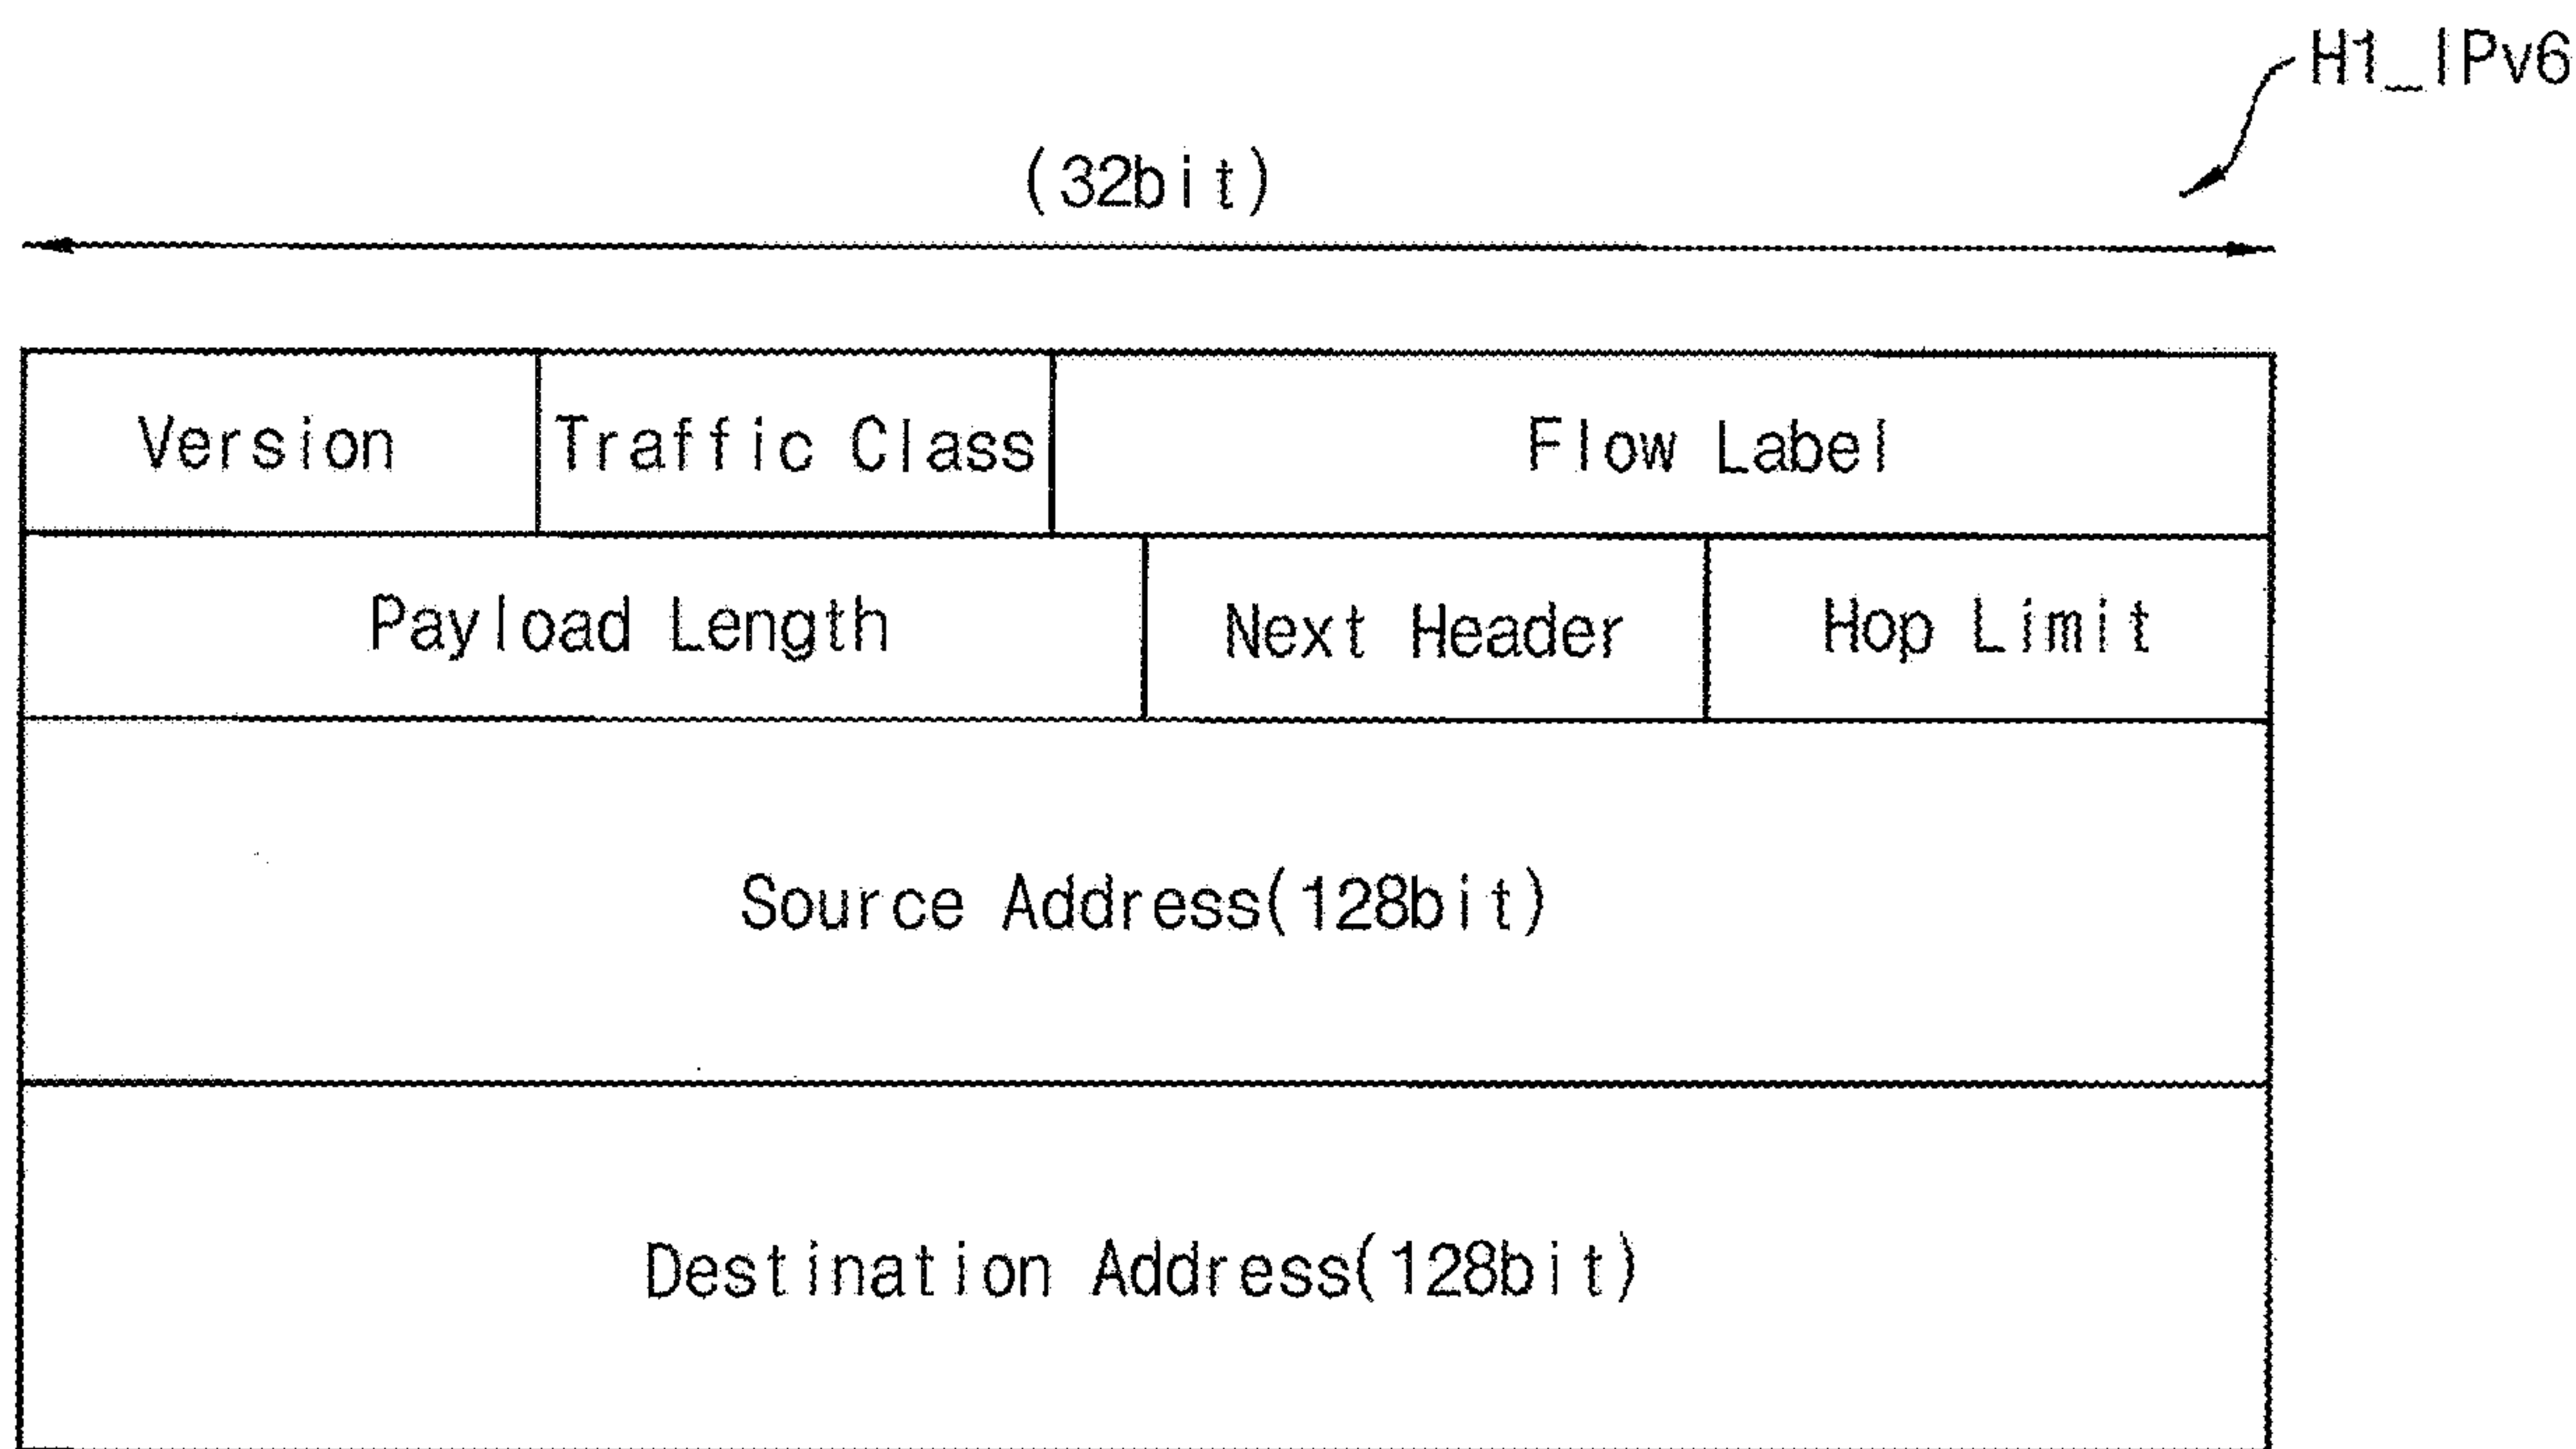 H1_IPv6
(32bit)
Version Traffic Class Flow Label
Payload Length Next Header Hop Limit
Source Address(128bit)
Destination Address(128bit)